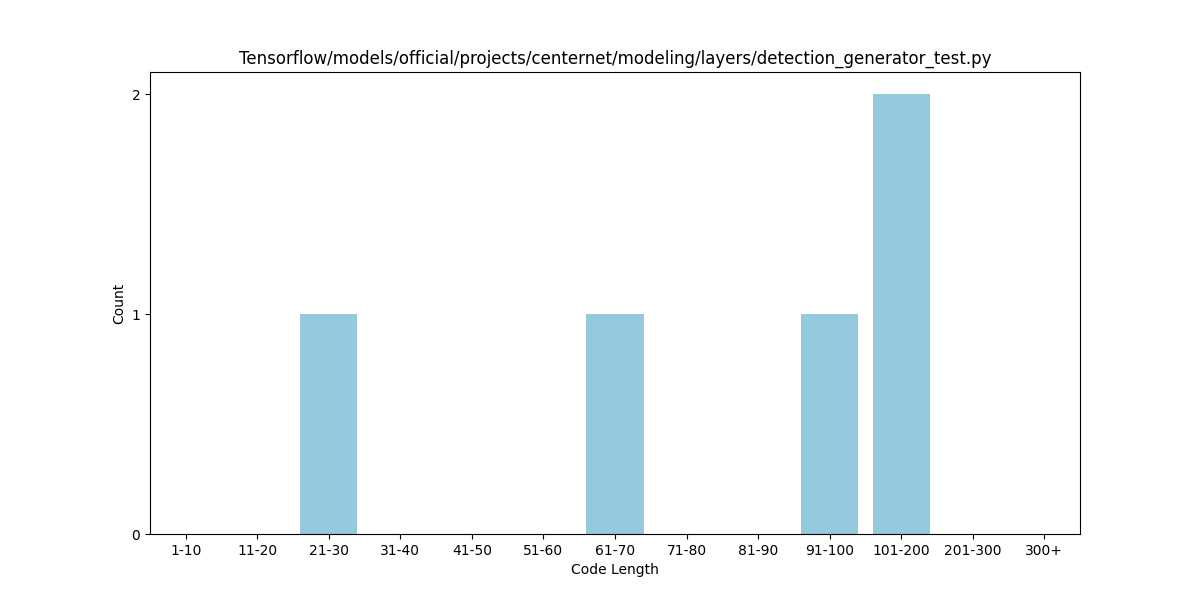 Tensorflow/models/official/projects/centernet/modeling/layers/detection_generator_test.py
2
1
0
Count
1-10 11-20 21-30 31-40 41-50 51-60 61-70 71-80 81-90 91-100 101-200 201-300 300+
Code Length